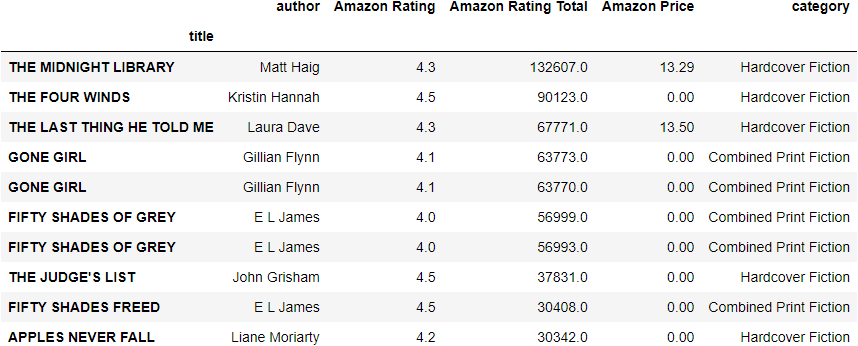 author Amazon Rating Amazon Rating Total Amazon Price category
title
THE MIDNIGHT LIBRARY Matt Haig 4.3 132607.0 13.29 Hardcover Fiction
THE FOUR WINDS Kristin Hannah 4.5 90123.0 0.00 Hardcover Fiction
THE LAST THING HE TOLD ME Laura Dave 4.3 67771.0 13.50 Hardcover Fiction
GONE GIRL Gillian Flynn 4.1 63773.0 0.00 Combined Print Fiction
GONE GIRL Gillian Flynn 4.1 63770.0 0.00 Combined Print Fiction
FIFTY SHADES OF GREY E L James 4.0 56999.0 0.00 Combined Print Fiction
FIFTY SHADES OF GREY E L James 4.0 56993.0 0.00 Combined Print Fiction
THE JUDGE'S LIST John Grisham 4.5 37831.0 0.00 Hardcover Fiction
FIFTY SHADES FREED E L James 4.5 30408.0 0.00 Combined Print Fiction
APPLES NEVER FALL Liane Moriarty 4.2 30342.0 0.00 Hardcover Fiction